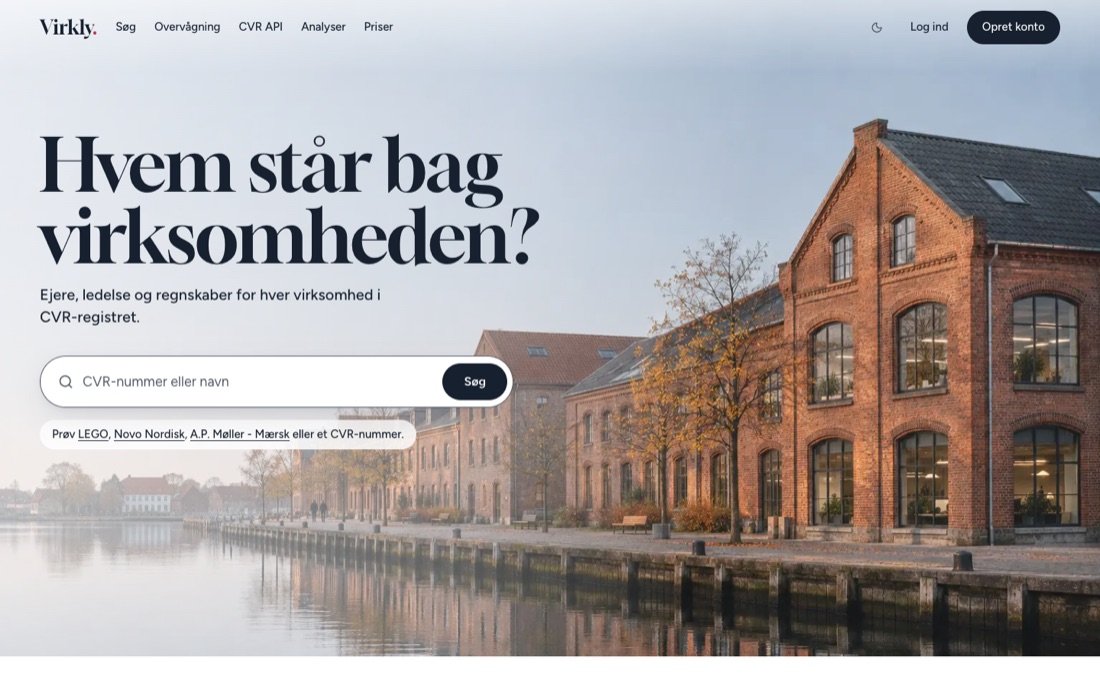 Virkly.
Søg
Overvågning
CVR API
Analyser
Priser
Log ind
Opret konto
Hvem står bag
virksomheden?
Ejere, ledelse og regnskaber for hver virksomhed i
CVR-registret.
CVR-nummer eller navn
Søg
Prøv LEGO, Novo Nordisk, A.P. Møller - Mærsk eller et CVR-nummer.